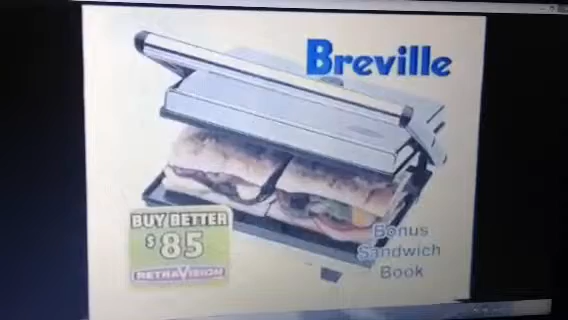 Breville
BUY BETTER
$85
RETRAVISION
Bonus
Sandwich
Book